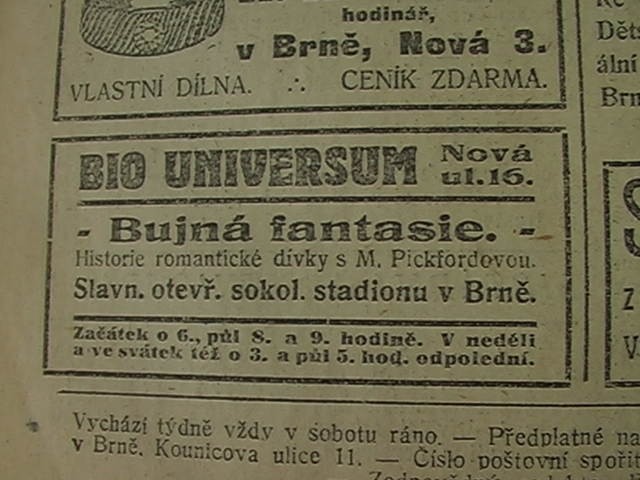 hodinář,
v Brně, Nová 3.
VLASTNÍ DÍLNA. ∴ CENÍK ZDARMA.
BIO UNIVERSUM Nová ul. 16.
- Bujná fantasie. -
Historie romantické dívky s M. Pickfordovou.
Slavn. otevř. sokol. stadionu v Brně.
Začátek o 6., půl 8. a 9. hodině. V neděli
a ve svátek též o 3. a půl 5. hod. odpolední.
Vychází týdně vždy v sobotu ráno. — Předplatné na
v Brně, Kounicova ulice 11. — Číslo poštovní spořit
Děts
ální
Brn